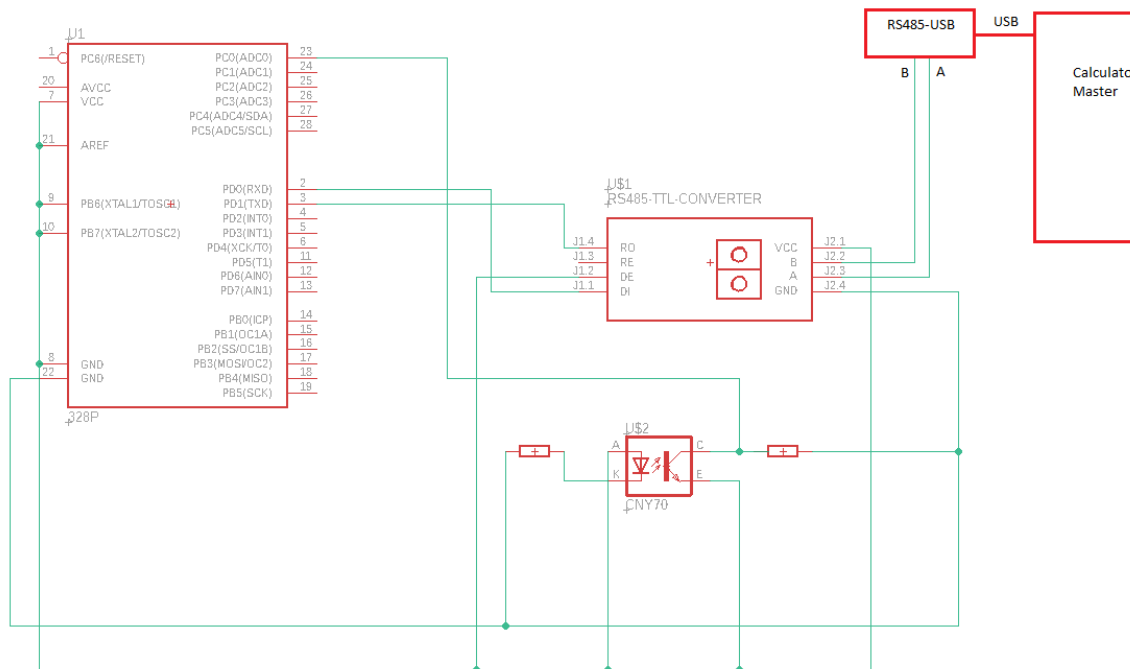 U1
1 PC6(/RESET) PC0(ADC0) 23
PC1(ADC1) 24
20 AVCC PC2(ADC2) 25
7 VCC PC3(ADC3) 26
PC4(ADC4/SDA) 27
PC5(ADC5/SCL) 28
21 AREF
PD0(RXD) 2
9 PB6(XTAL1/TOSC1) PD1(TXD) 3
PD2(INT0) 4
10 PB7(XTAL2/TOSC2) PD3(INT1) 5
PD4(XCK/T0) 6
PD5(T1) 11
PD6(AIN0) 12
PD7(AIN1) 13
PB0(ICP) 14
PB1(OC1A) 15
PB2(SS/OC1B) 16
8 GND PB3(MOSI/OC2) 17
22 GND PB4(MISO) 18
PB5(SCK) 19
328P
RS485-USB
USB
B A
Calculato
Master
U$1
RS485-TTL-CONVERTER
J1.4 RO VCC J2.1
J1.3 RE B J2.2
J1.2 DE A J2.3
J1.1 DI GND J2.4
U$2
A C
K E
CNY70